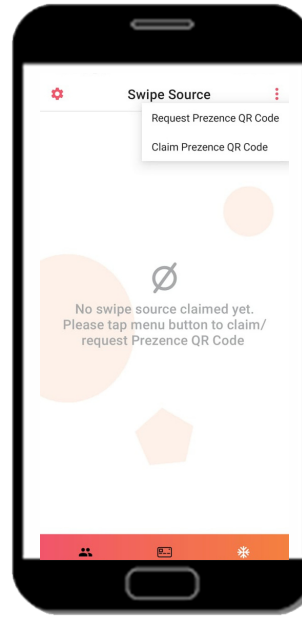 Swipe Source
Request Prezence QR Code
Claim Prezence QR Code
No swipe source claimed yet.
Please tap menu button to claim/
request Prezence QR Code